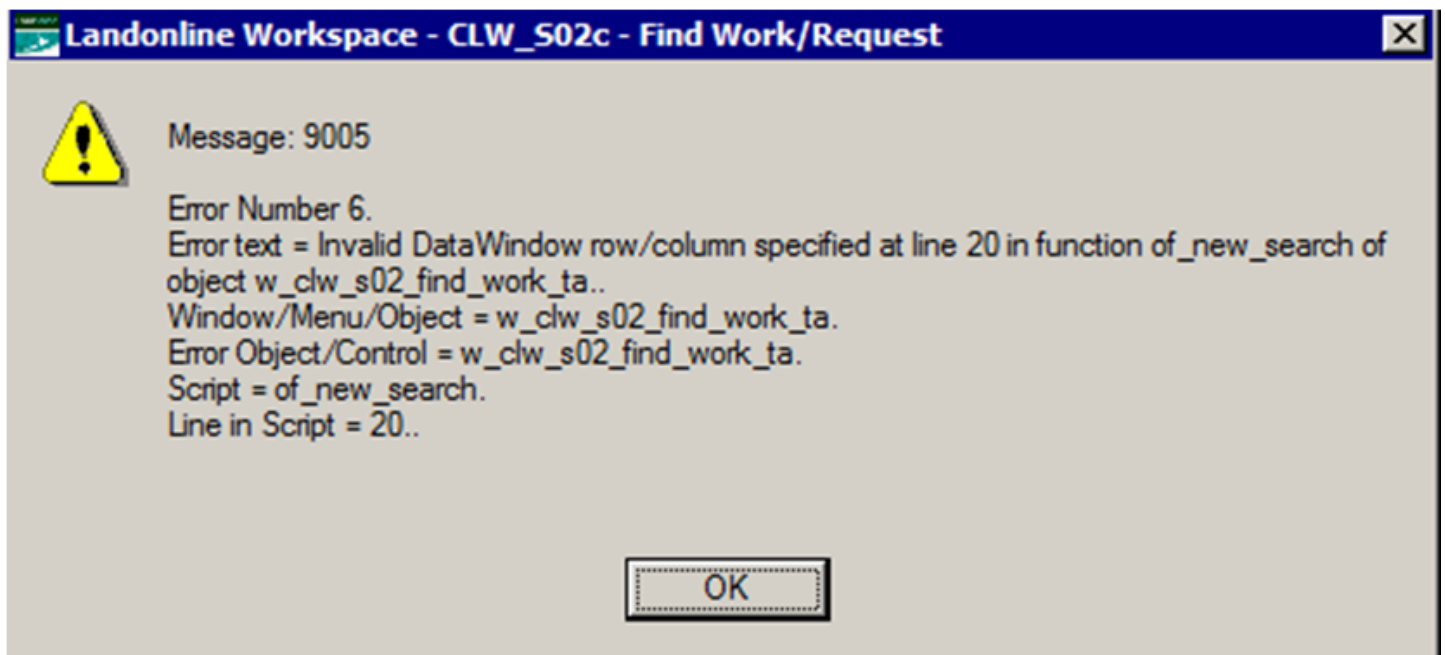 Landonline Workspace - CLW_S02c - Find Work/Request
Message: 9005
Error Number 6.
Error text = Invalid DataWindow row/column specified at line 20 in function of_new_search of
object w_clw_s02_find_work_ta..
Window/Menu/Object = w_clw_s02_find_work_ta.
Error Object/Control = w_clw_s02_find_work_ta.
Script = of_new_search.
Line in Script = 20..
OK